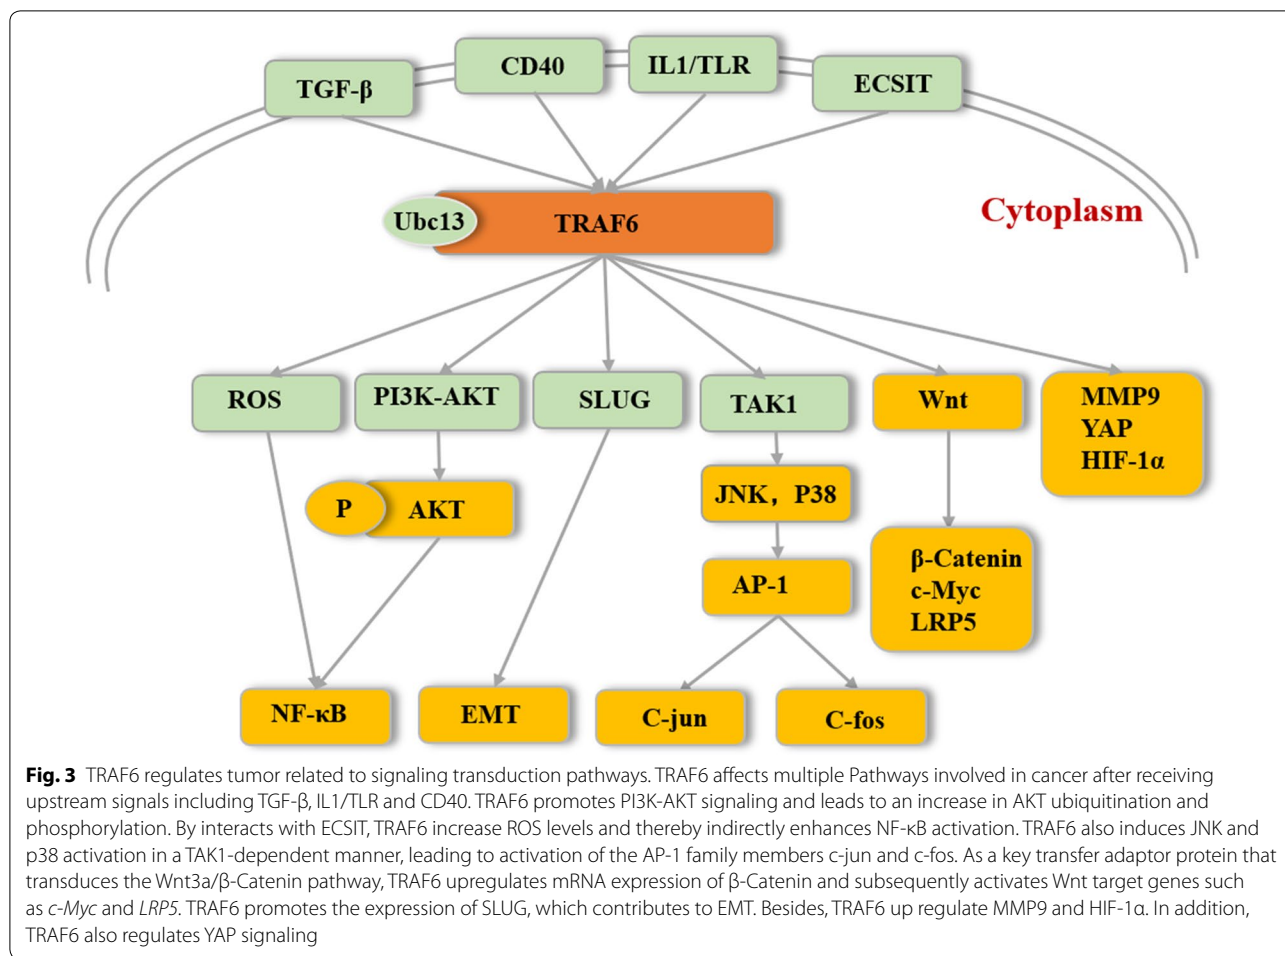 TGF-β
CD40
IL1/TLR
ECSIT
Ubc13
TRAF6
Cytoplasm
ROS
PI3K-AKT
SLUG
TAK1
Wnt
MMP9
YAP
HIF-1α
P
AKT
JNK，P38
AP-1
β-Catenin
c-Myc
LRP5
NF-κB
EMT
C-jun
C-fos
Fig. 3 TRAF6 regulates tumor related to signaling transduction pathways. TRAF6 affects multiple Pathways involved in cancer after receiving
upstream signals including TGF-β, IL1/TLR and CD40. TRAF6 promotes PI3K-AKT signaling and leads to an increase in AKT ubiquitination and
phosphorylation. By interacts with ECSIT, TRAF6 increase ROS levels and thereby indirectly enhances NF-κB activation. TRAF6 also induces JNK and
p38 activation in a TAK1-dependent manner, leading to activation of the AP-1 family members c-jun and c-fos. As a key transfer adaptor protein that
transduces the Wnt3a/β-Catenin pathway, TRAF6 upregulates mRNA expression of β-Catenin and subsequently activates Wnt target genes such
as c-Myc and LRP5. TRAF6 promotes the expression of SLUG, which contributes to EMT. Besides, TRAF6 up regulate MMP9 and HIF-1α. In addition,
TRAF6 also regulates YAP signaling